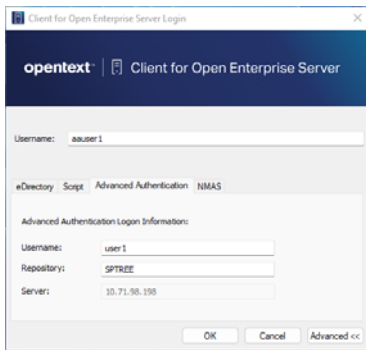 Client for Open Enterprise Server Login
opentext™ | Client for Open Enterprise Server
Username: aauser1
eDirectory Script Advanced Authentication NMAS
Advanced Authentication Logon Information:
Username: user1
Repository: SPTREE
Server: 10.71.98.198
OK Cancel Advanced <<